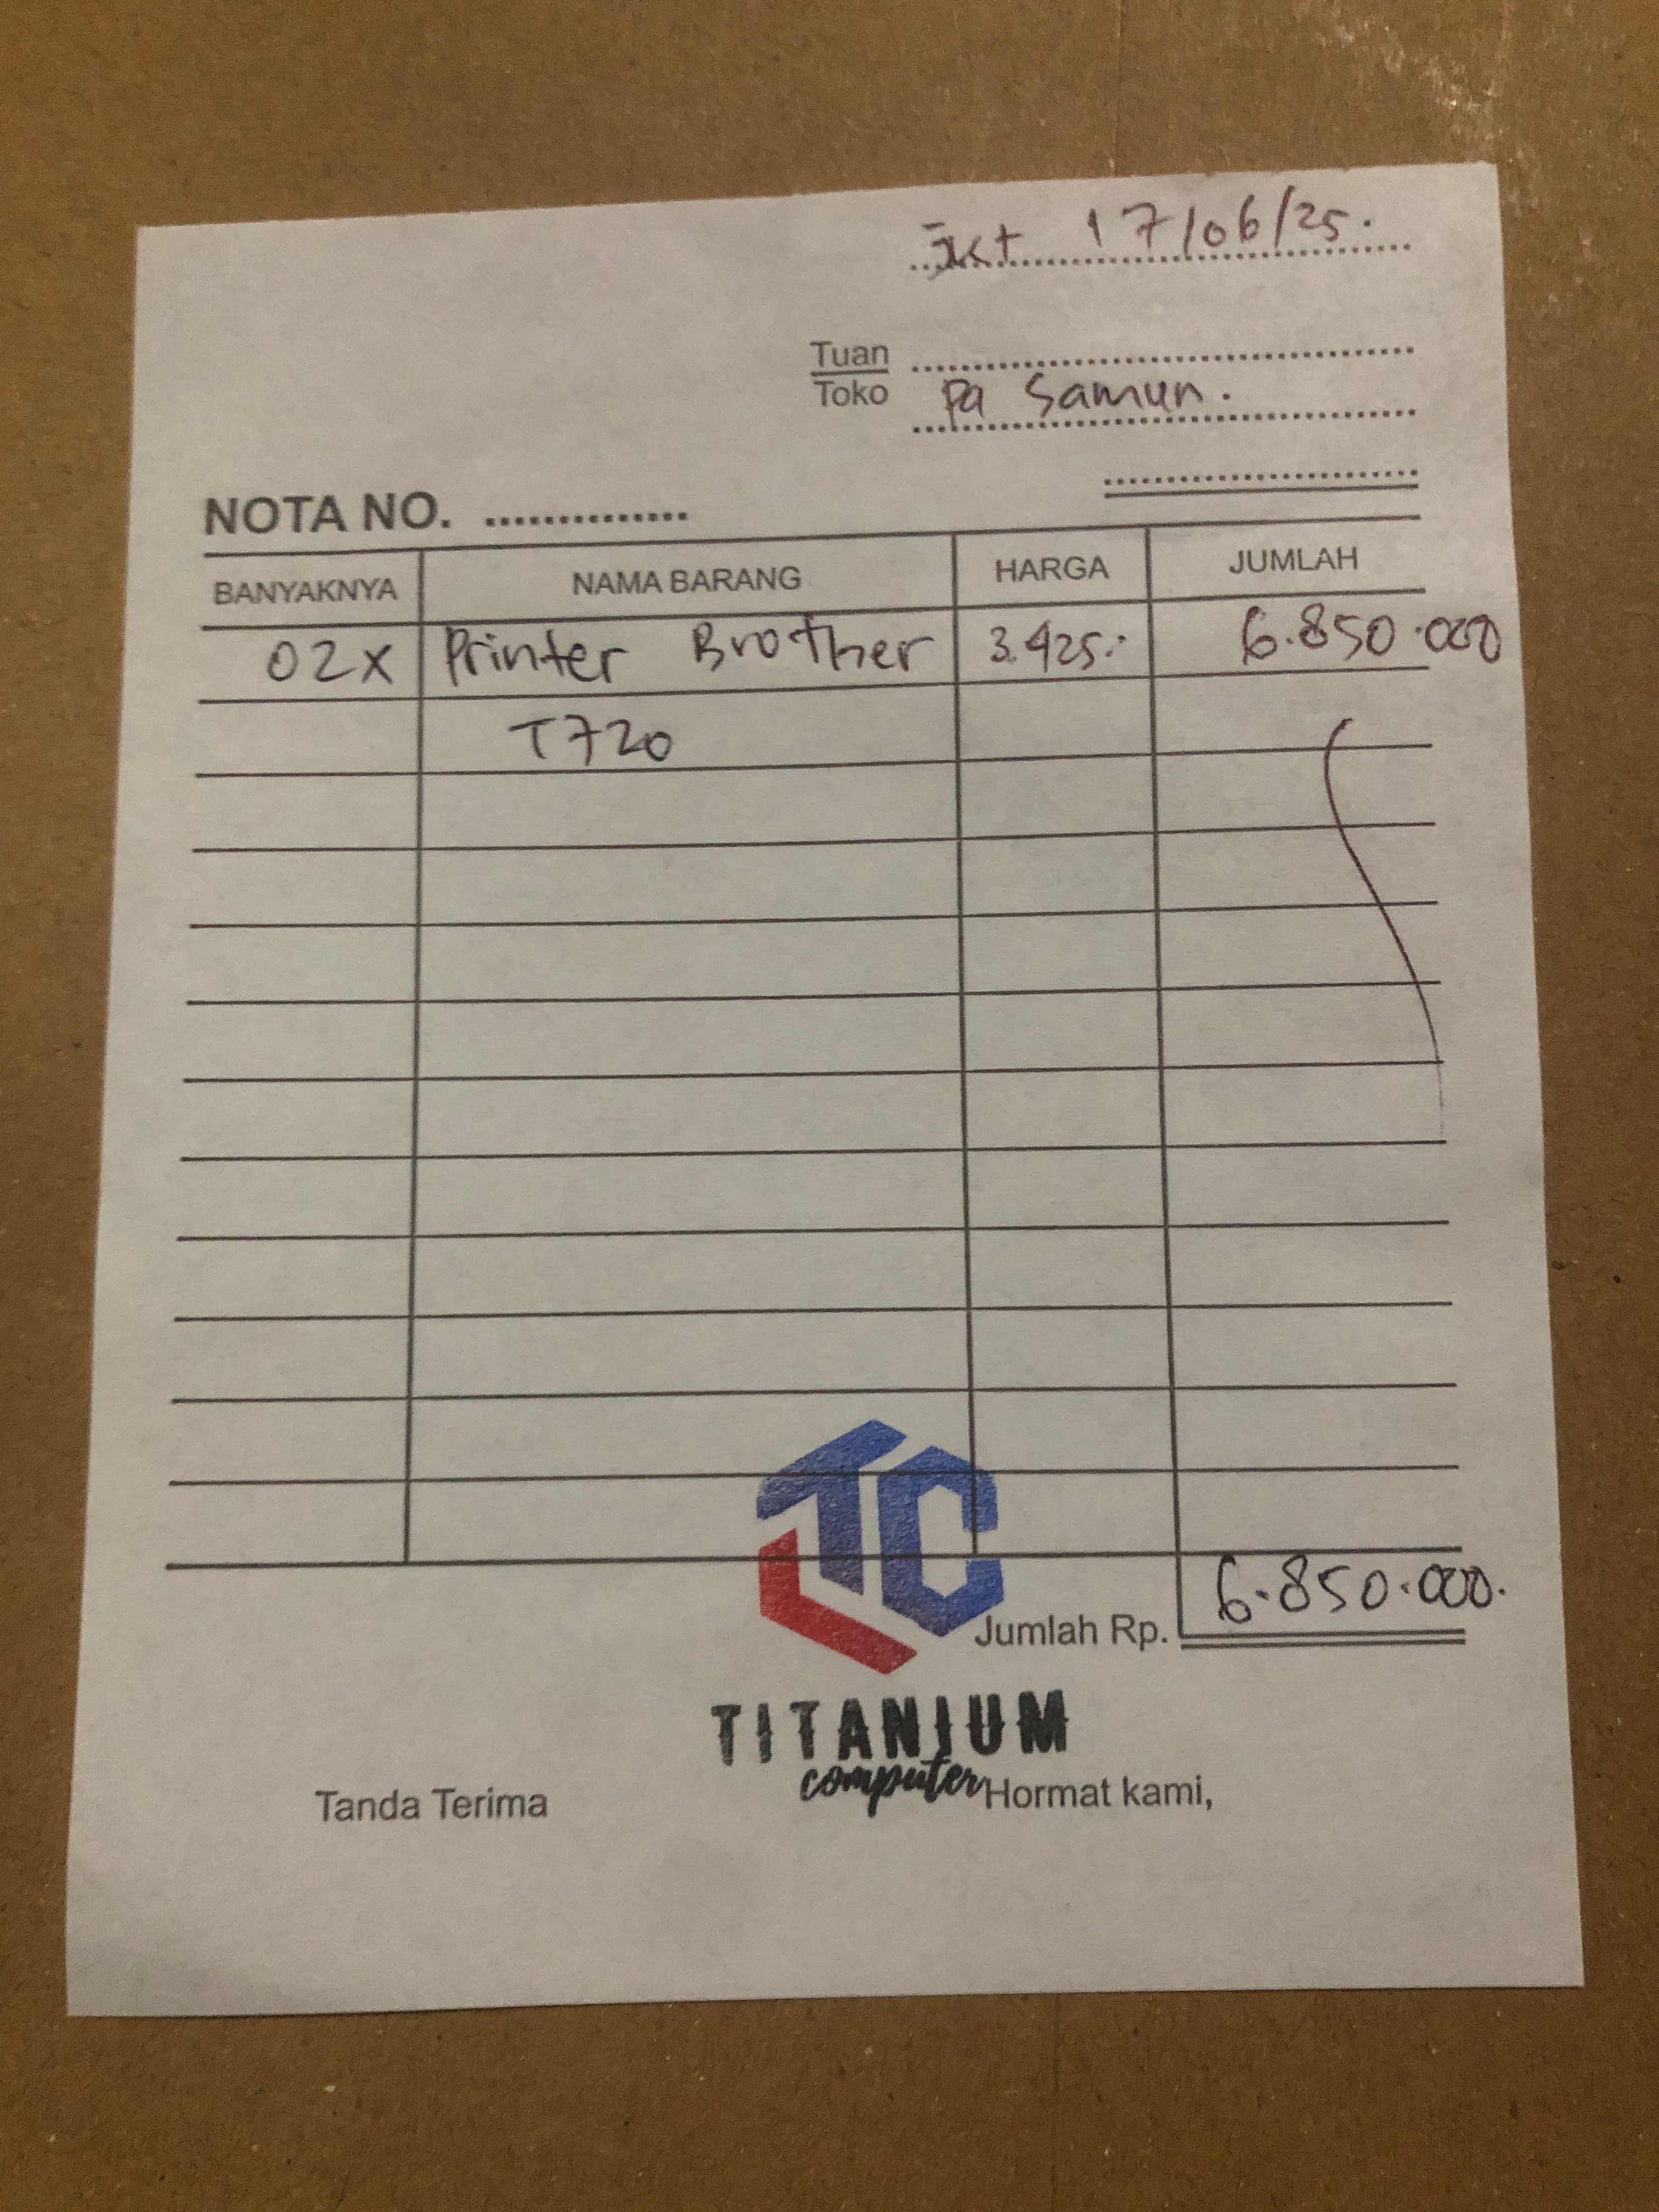 Jkt 17/06/25.
Tuan
Toko Pa Samun.
NOTA NO. ..............
BANYAKNYA NAMA BARANG HARGA JUMLAH
02x Printer Brother 3.425.- 6.850.000
T720
TC
Jumlah Rp. 6.850.000.
TITANIUM
computer
Tanda Terima Hormat kami,